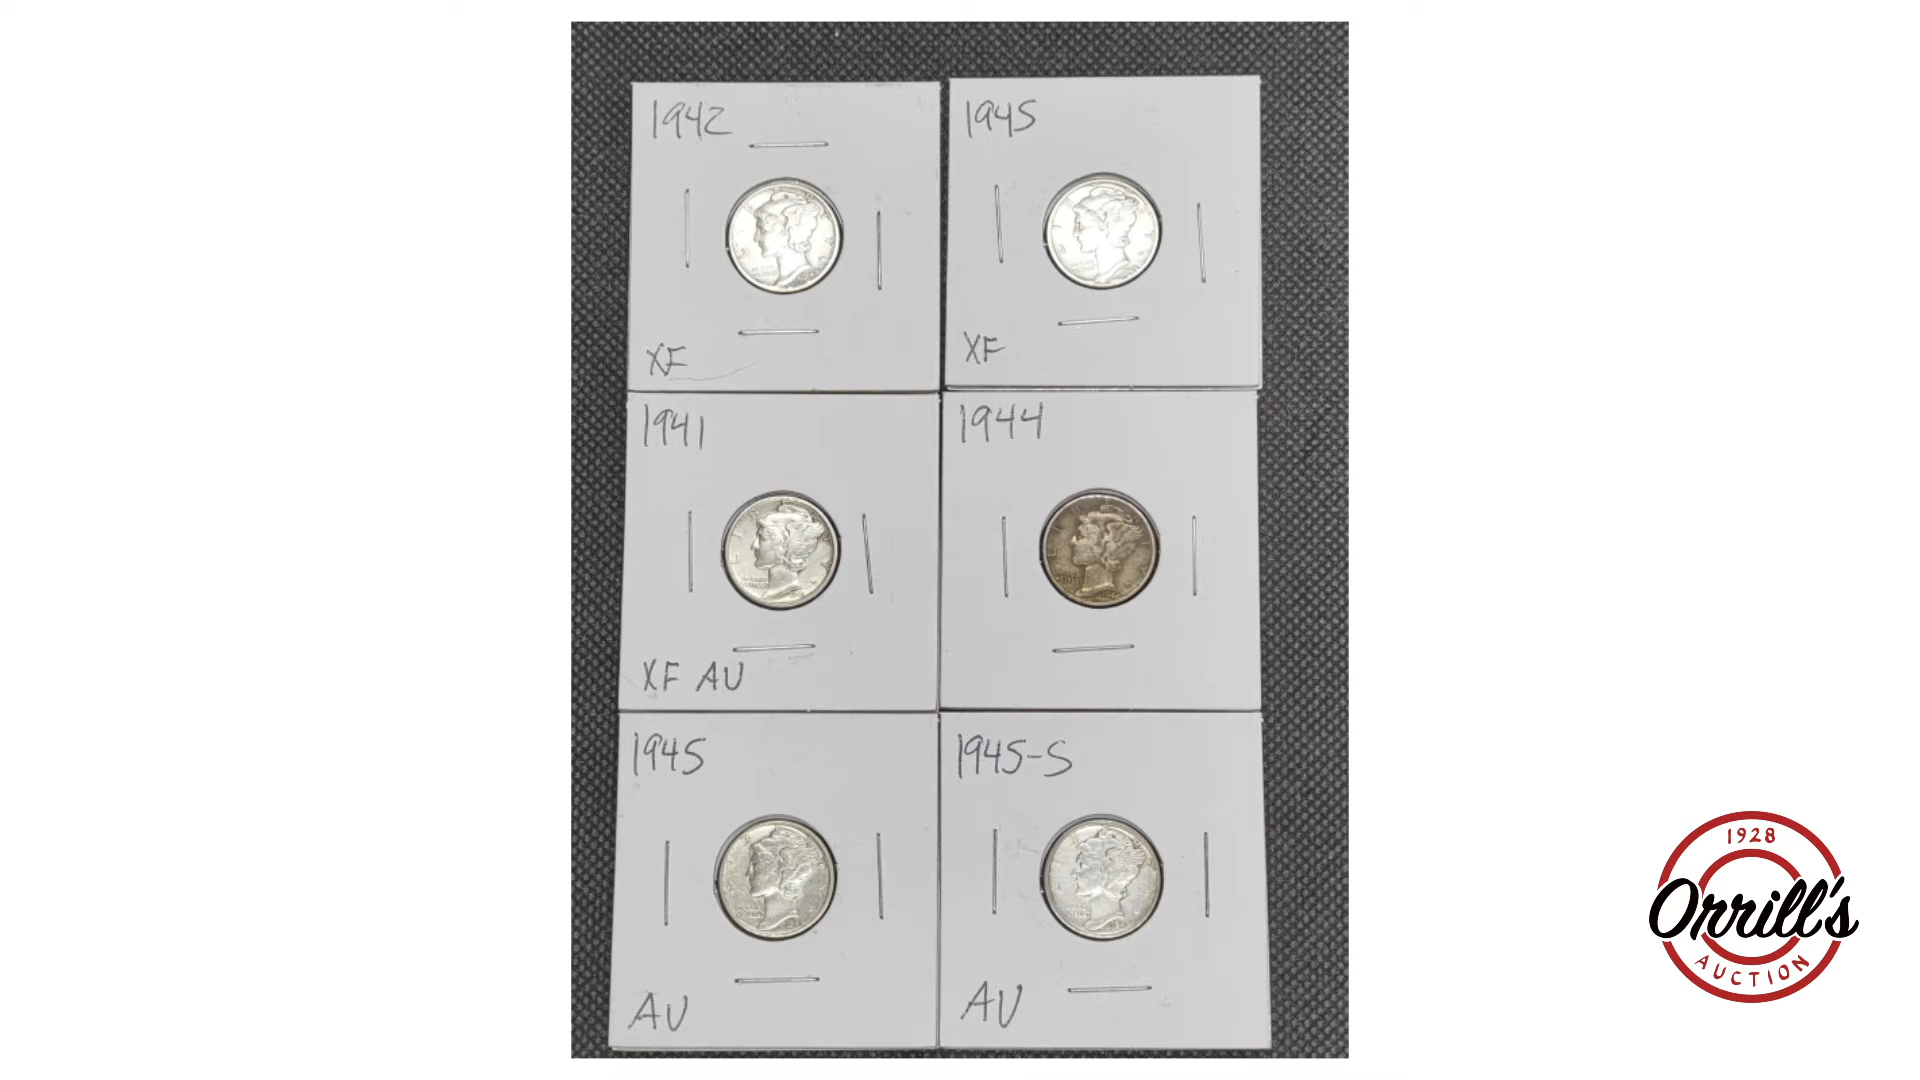 1942
XF
1945
XF
1941
XF AU
1944
1945
AU
1945-S
AU
1928
Orrill's
AUCTION